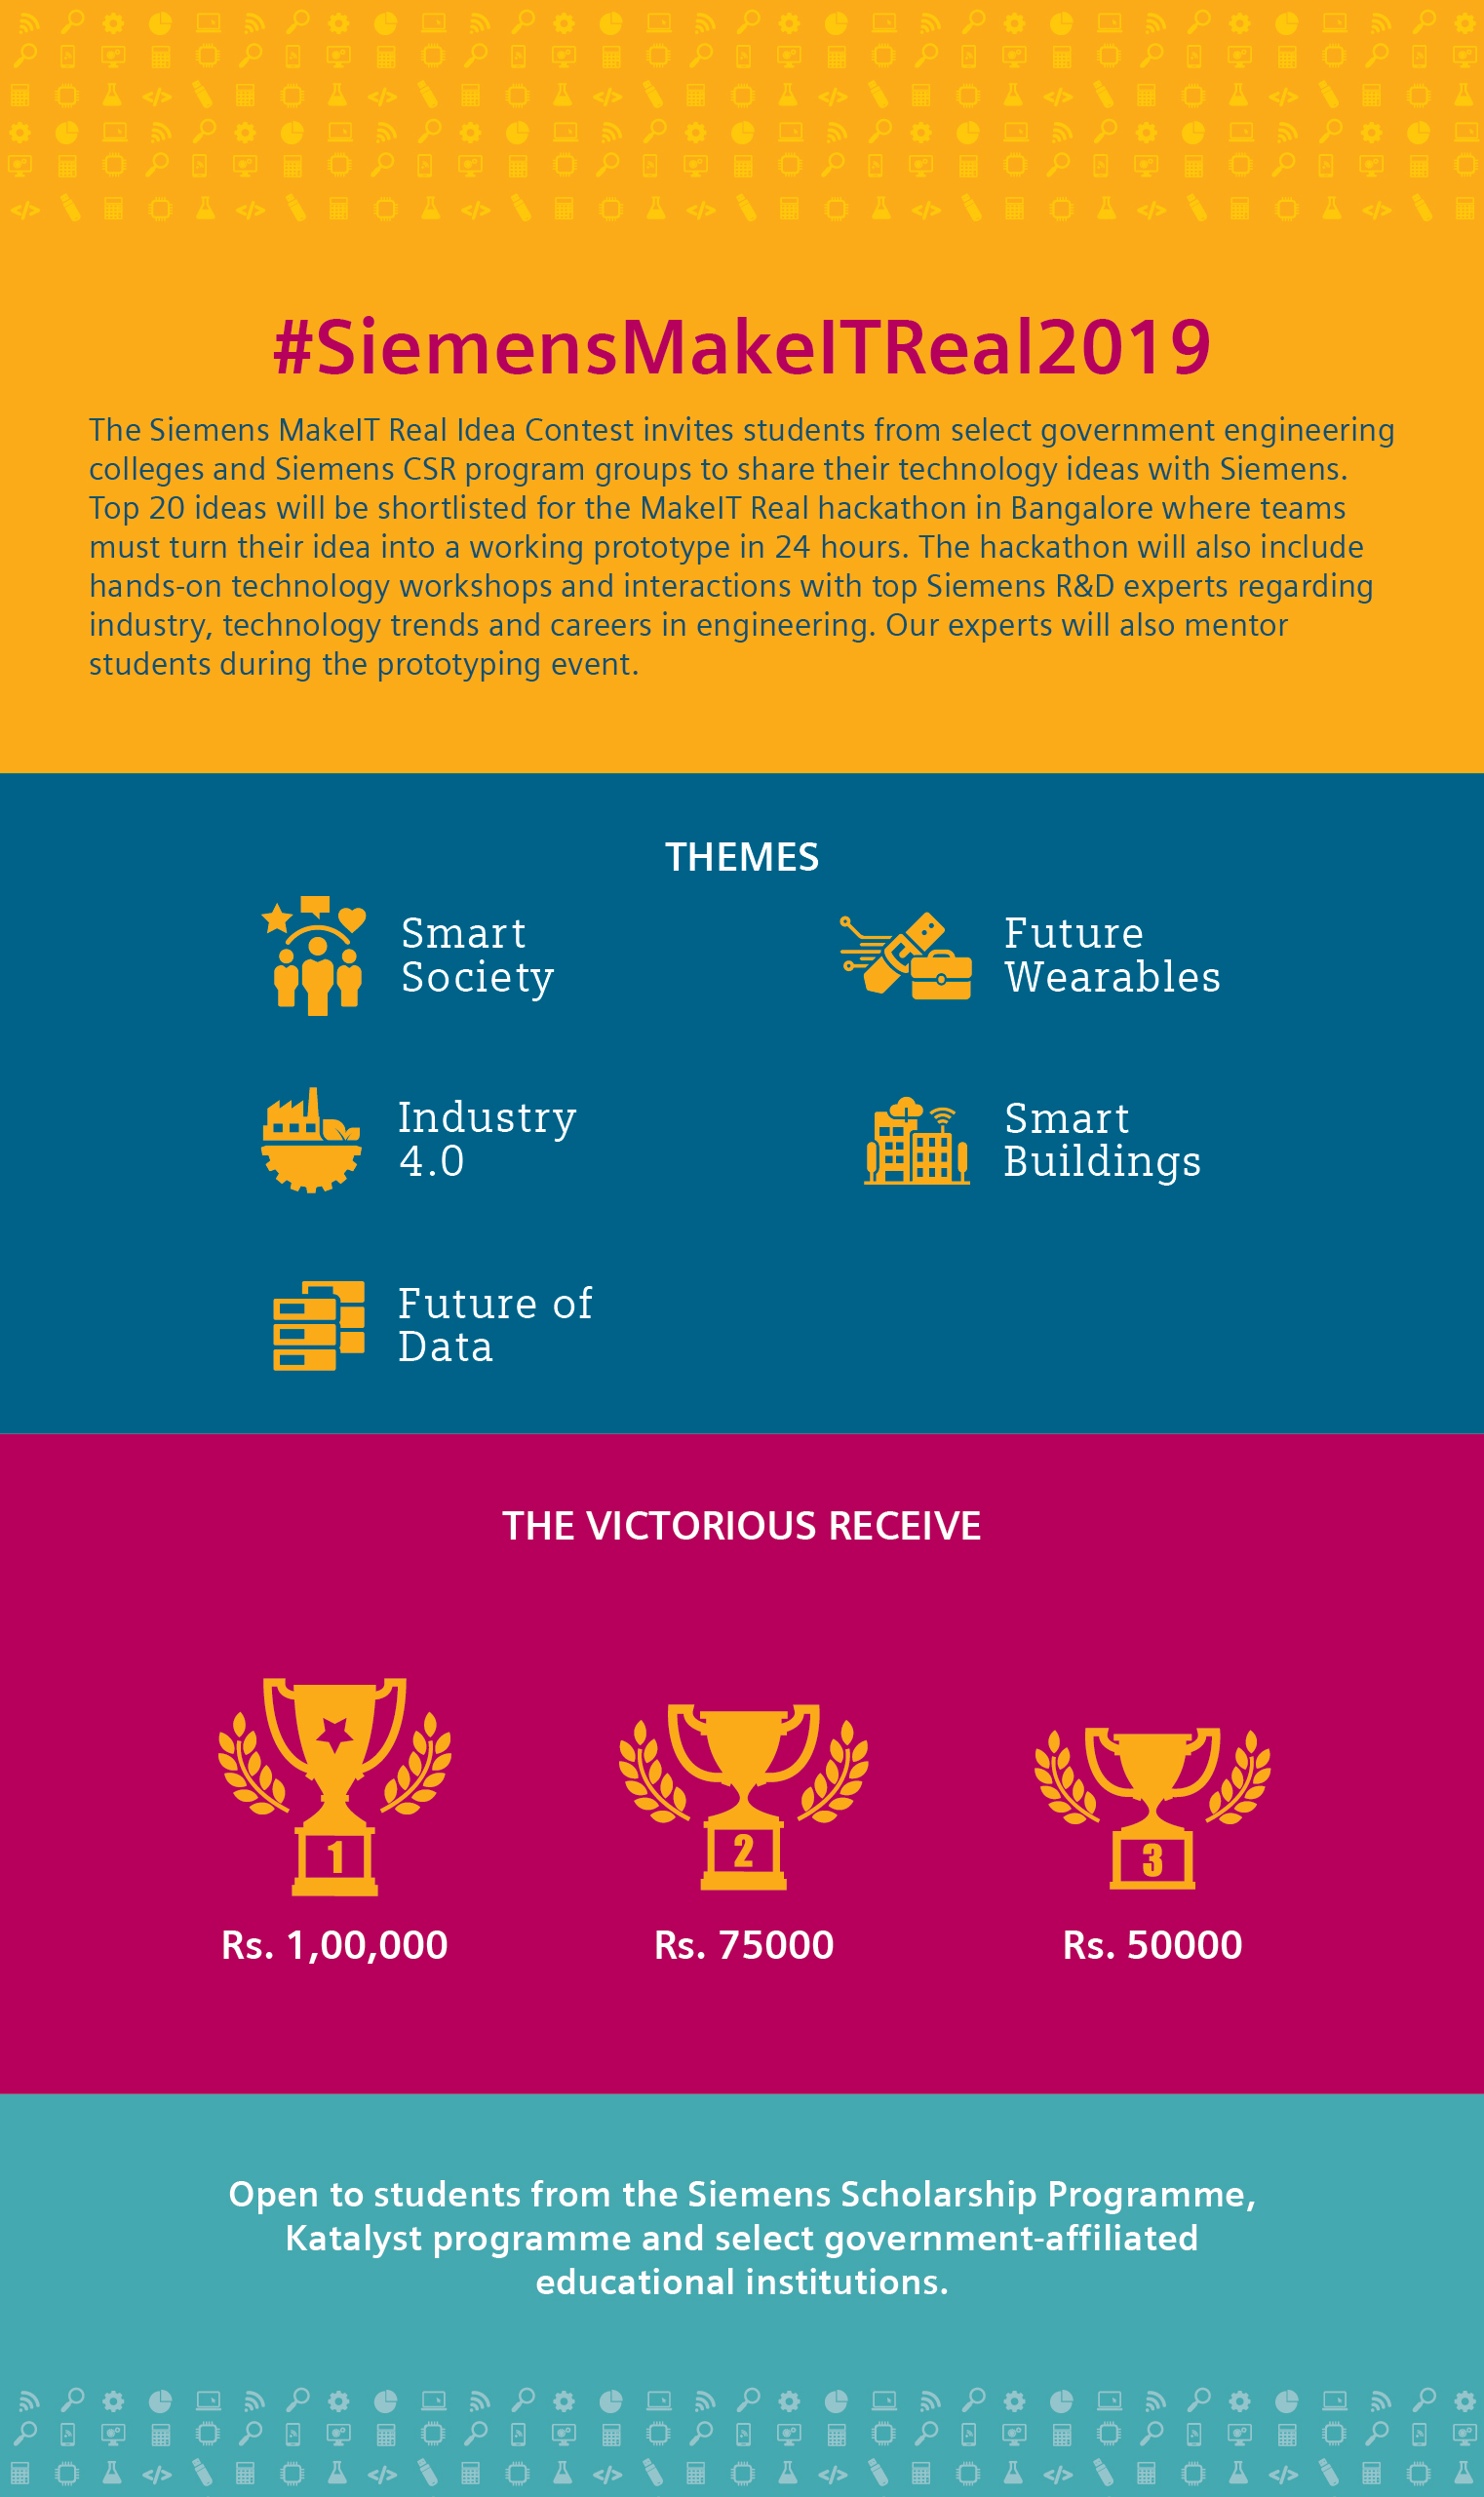 #SiemensMakeITReal2019
The Siemens MakeIT Real Idea Contest invites students from select government engineering
colleges and Siemens CSR program groups to share their technology ideas with Siemens.
Top 20 ideas will be shortlisted for the MakeIT Real hackathon in Bangalore where teams
must turn their idea into a working prototype in 24 hours. The hackathon will also include
hands-on technology workshops and interactions with top Siemens R&D experts regarding
industry, technology trends and careers in engineering. Our experts will also mentor
students during the prototyping event.
THEMES
Smart
Society
Future
Wearables
Industry
4.0
Smart
Buildings
Future of
Data
THE VICTORIOUS RECEIVE
1
2
3
Rs. 1,00,000
Rs. 75000
Rs. 50000
Open to students from the Siemens Scholarship Programme,
Katalyst programme and select government-affiliated
educational institutions.